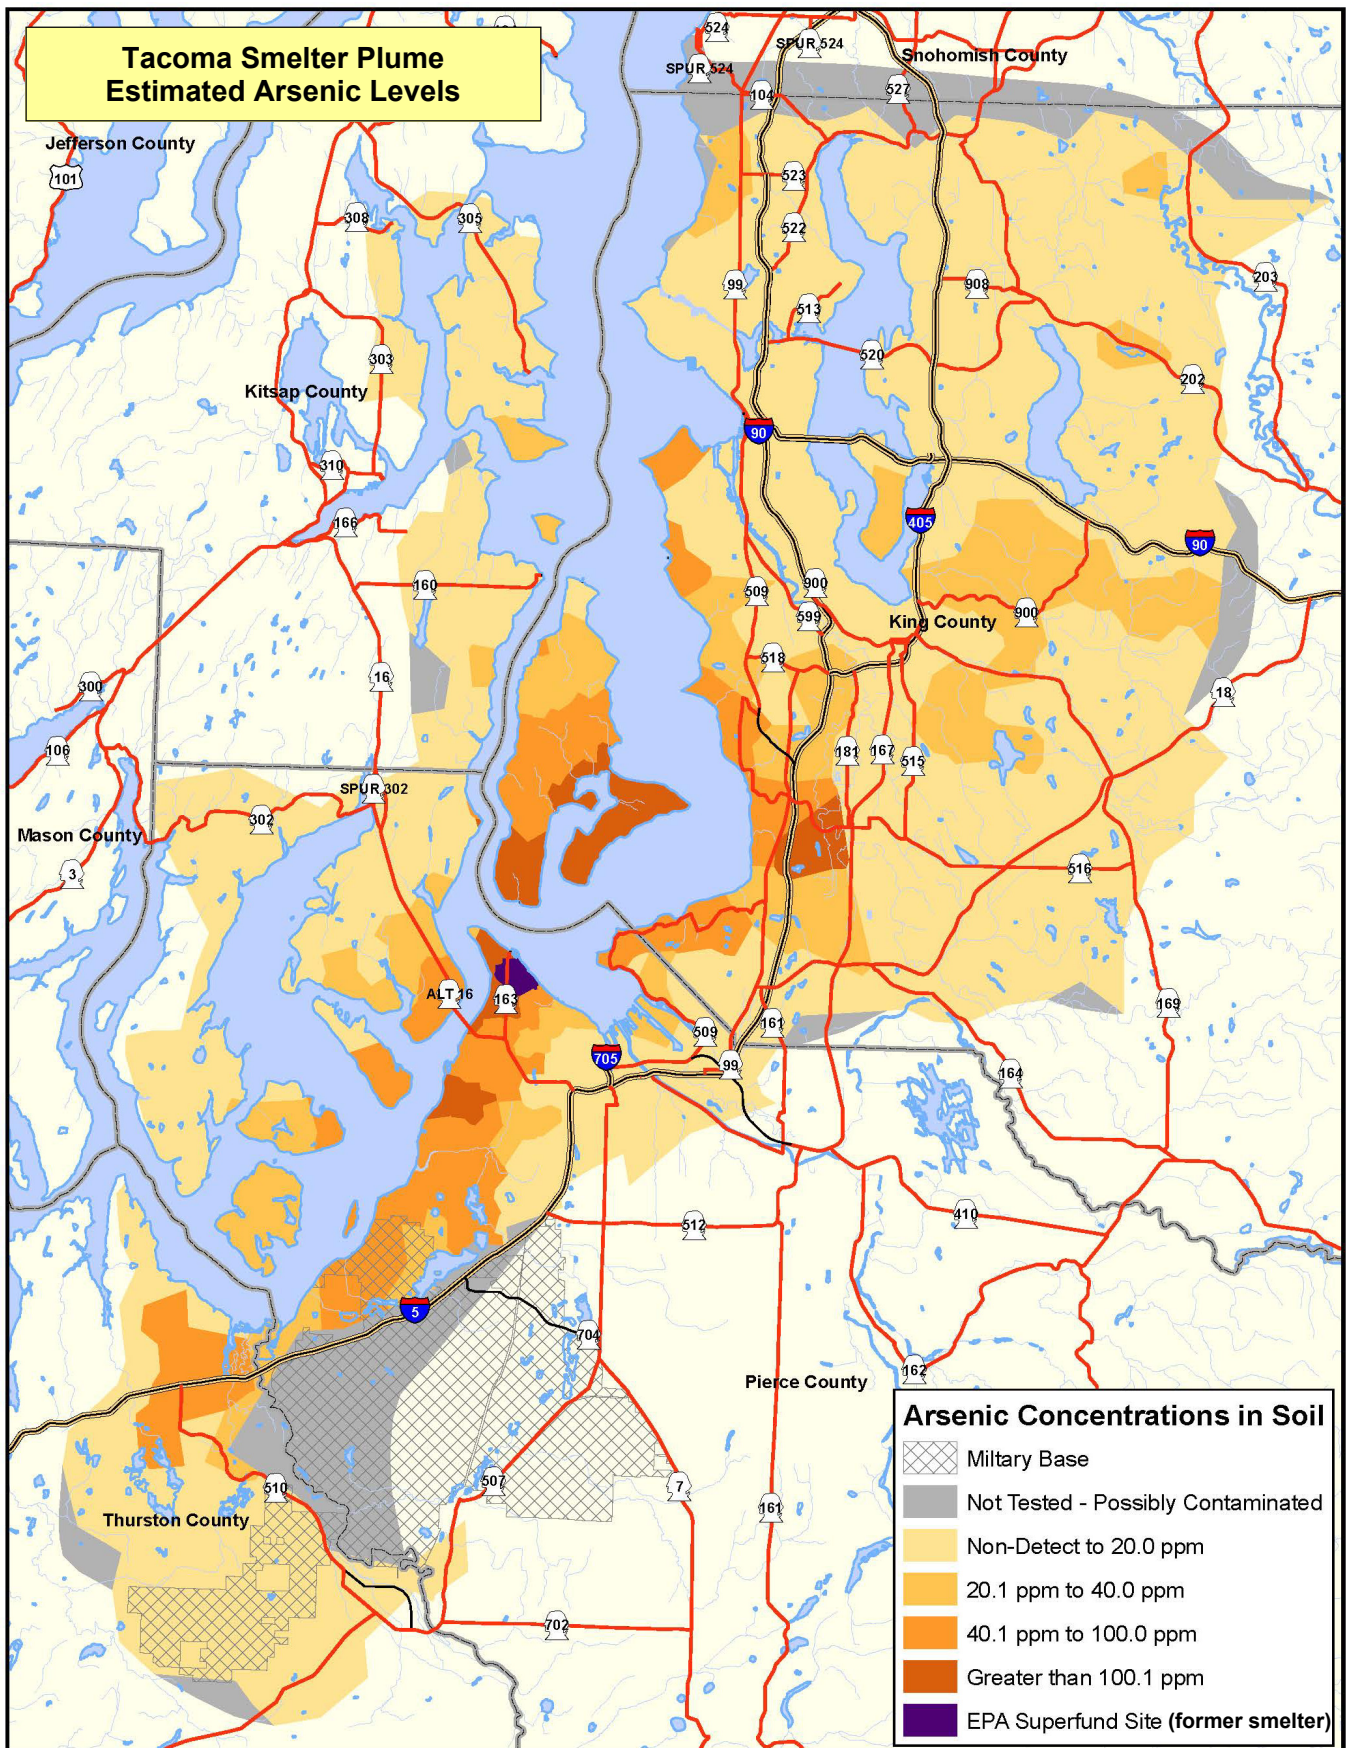 Tacoma Smelter Plume
Estimated Arsenic Levels
524
SPUR 524
Snohomish County
SPUR 524
104
527
Jefferson County
101
523
308
305
522
99
908
203
513
303
520
202
Kitsap County
90
310
166
405
90
160
509
900
599
King County
900
518
16
300
18
106
181
167
515
SPUR 302
302
Mason County
3
516
ALT 16
163
169
509
161
705
99
164
512
410
5
704
162
Pierce County
Arsenic Concentrations in Soil
Miltary Base
Not Tested - Possibly Contaminated
Non-Detect to 20.0 ppm
20.1 ppm to 40.0 ppm
40.1 ppm to 100.0 ppm
Greater than 100.1 ppm
EPA Superfund Site (former smelter)
507
7
510
161
Thurston County
702